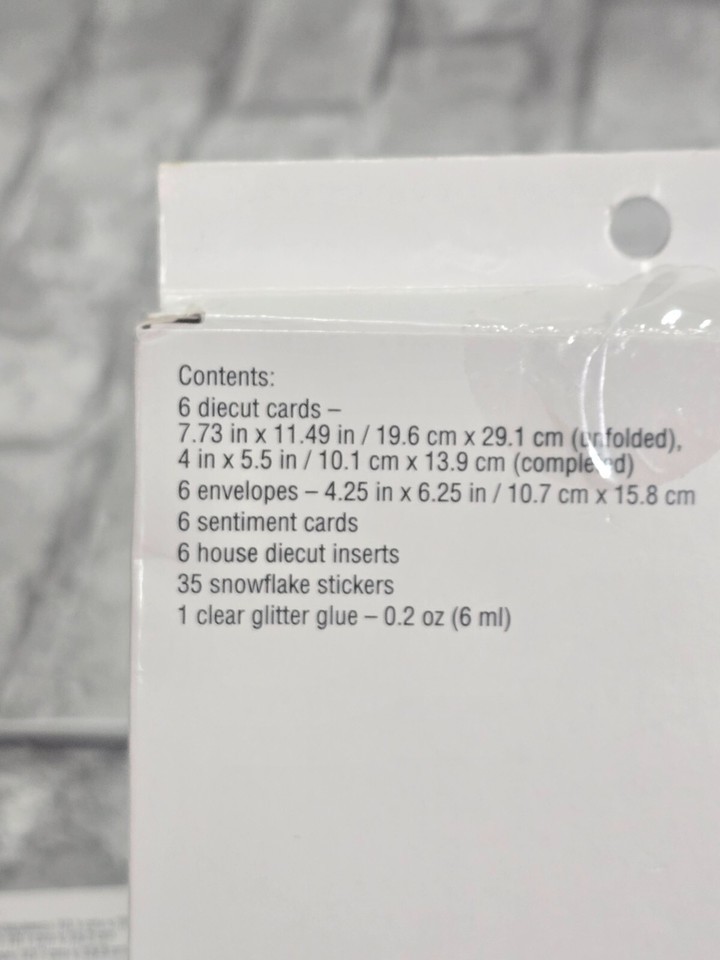 Contents:
6 diecut cards –
7.73 in x 11.49 in / 19.6 cm x 29.1 cm (unfolded),
4 in x 5.5 in / 10.1 cm x 13.9 cm (completed)
6 envelopes – 4.25 in x 6.25 in / 10.7 cm x 15.8 cm
6 sentiment cards
6 house diecut inserts
35 snowflake stickers
1 clear glitter glue – 0.2 oz (6 ml)